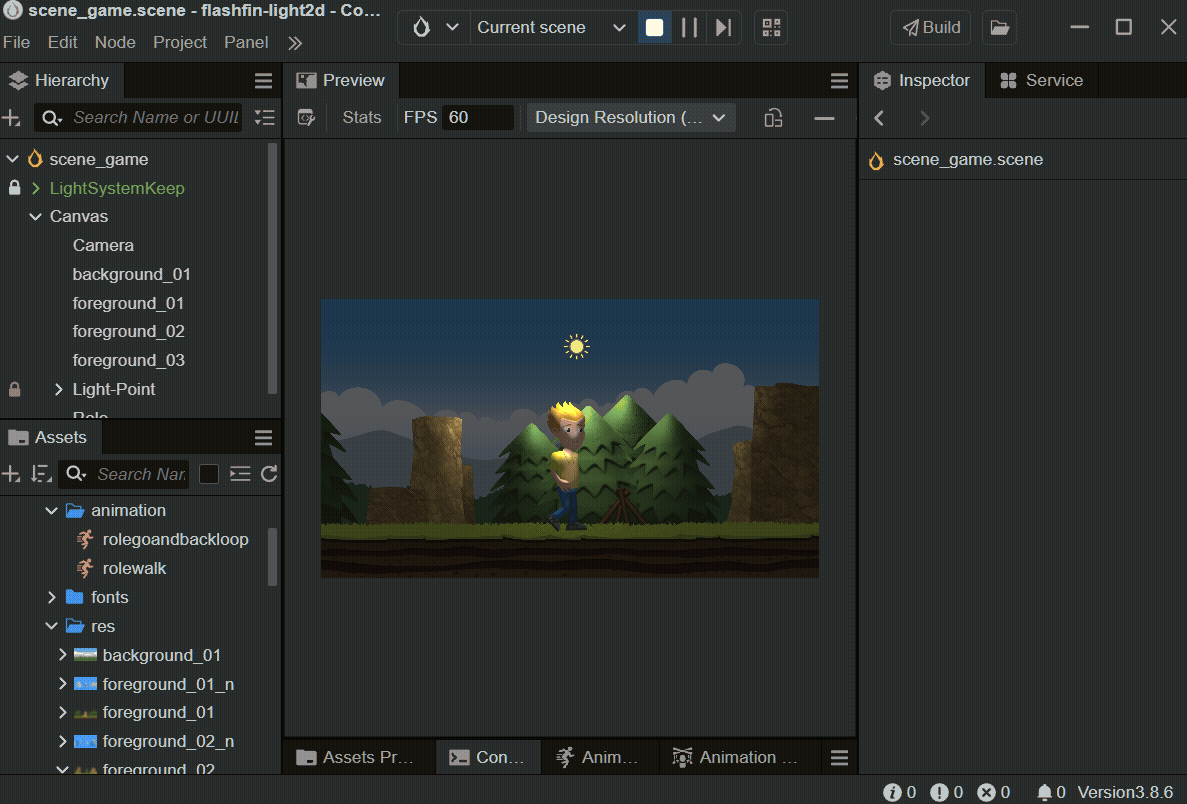 scene_game.scene - flashfin-light2d - Co...
File Edit Node Project Panel
Current scene
Build
Hierarchy
Search Name or UUID
scene_game
LightSystemKeep
Canvas
Camera
background_01
foreground_01
foreground_02
foreground_03
Light-Point
Role
Assets
Search Nar
animation
rolegoandbackloop
rolewalk
fonts
res
background_01
foreground_01_n
foreground_01
foreground_02_n
foreground_02
Preview
Stats FPS 60 Design Resolution (...
Assets Pr... Con... Anim... Animation ...
Inspector Service
scene_game.scene
0 0 0 0 Version3.8.6